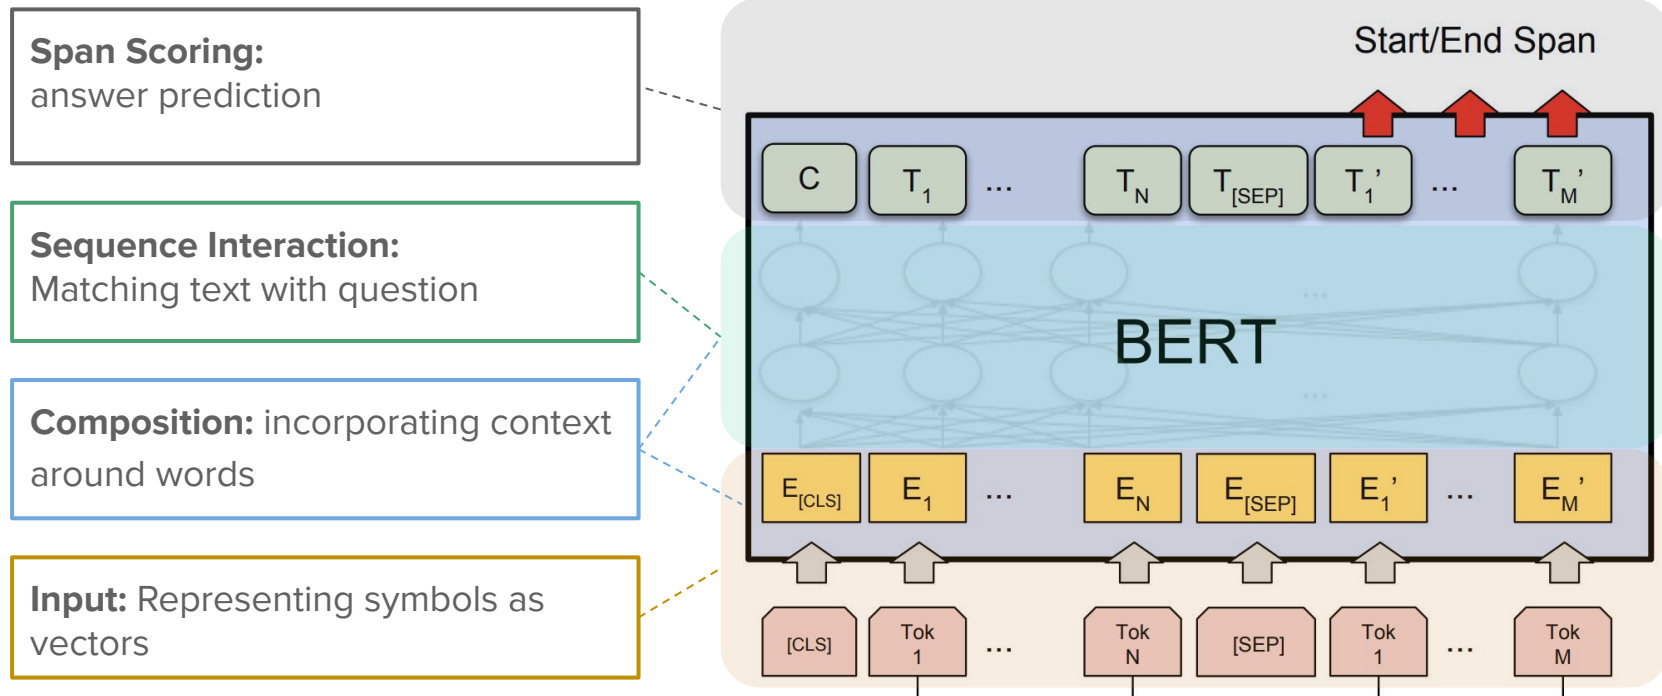 Span Scoring:
answer prediction
Sequence Interaction:
Matching text with question
Composition: incorporating context
around words
Input: Representing symbols as
vectors
Start/End Span
C T1 ... TN T[SEP] T1’ ... TM’
...
BERT
...
E[CLS] E1 ... EN E[SEP] E1’ ... EM’
[CLS] Tok 1 ... Tok N [SEP] Tok 1 ... Tok M